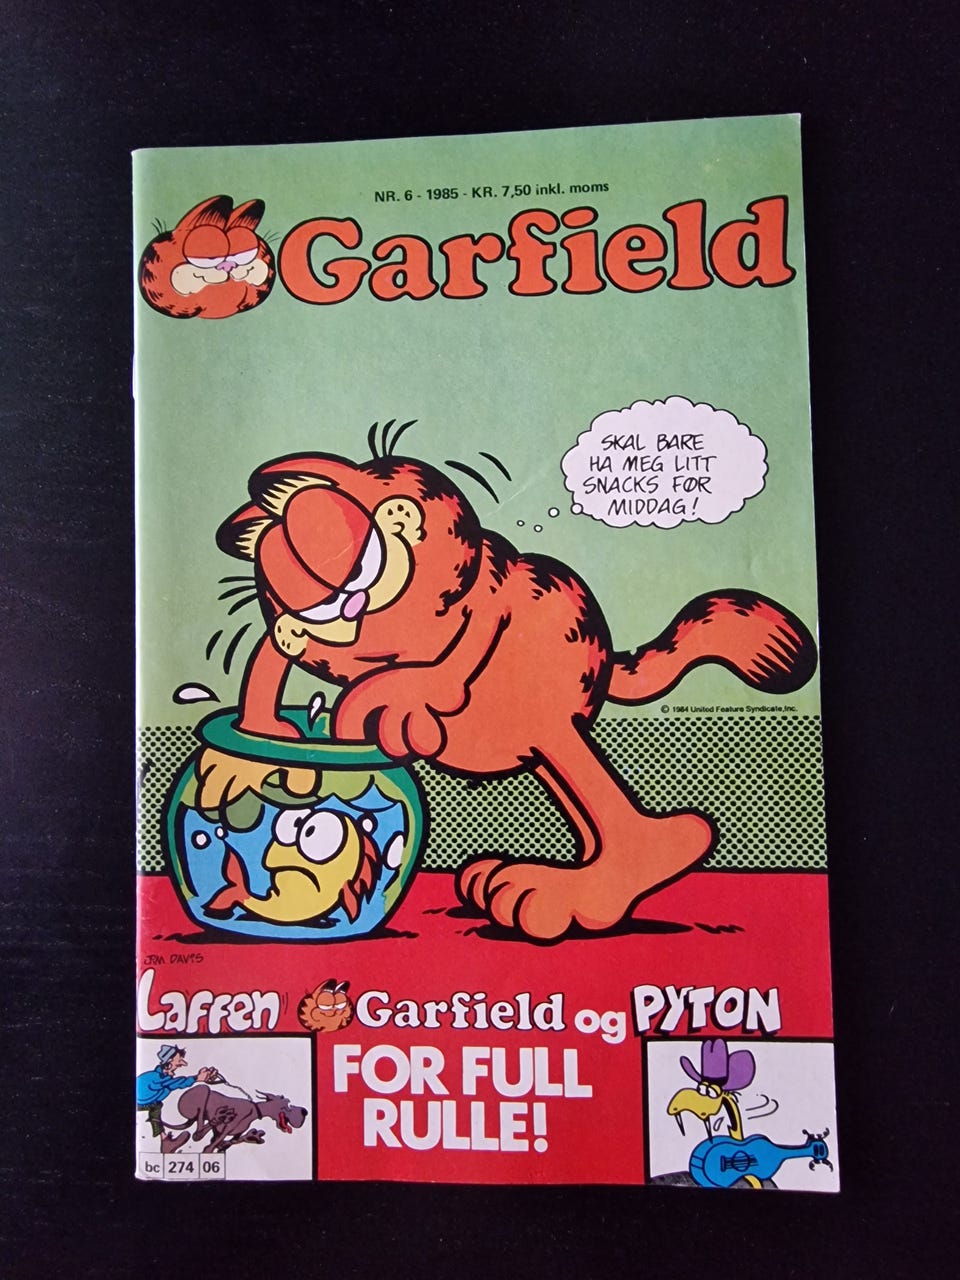 NR. 6 - 1985 - KR. 7,50 inkl. moms
Garfield
SKAL BARE
HA MEG LITT
SNACKS FØR
MIDDAG!
© 1984 United Feature Syndicate, Inc.
JIM DAVIS
Laffen Garfield og PYTON
FOR FULL
RULLE!
bc 274 06